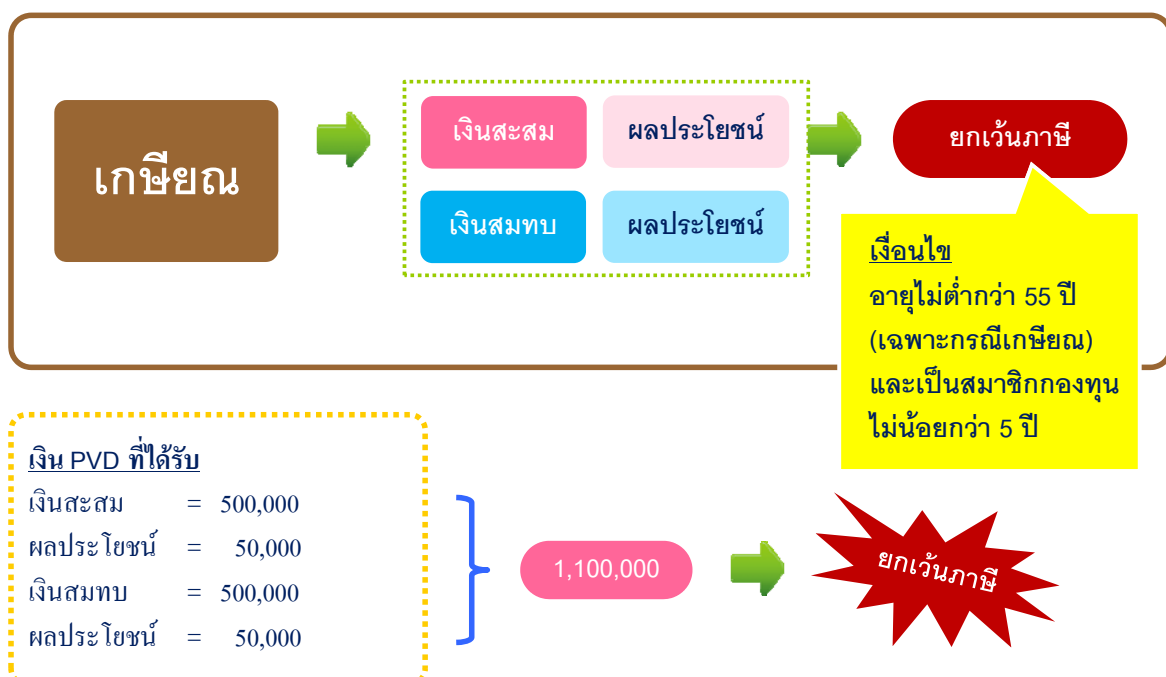 เกษียณ
เงินสะสม ผลประโยชน์
เงินสมทบ ผลประโยชน์
ยกเว้นภาษี
เงื่อนไข
อายุไม่ต่ำกว่า 55 ปี
(เฉพาะกรณีเกษียณ)
และเป็นสมาชิกกองทุน
ไม่น้อยกว่า 5 ปี
เงิน PVD ที่ได้รับ
เงินสะสม = 500,000
ผลประโยชน์ = 50,000
เงินสมทบ = 500,000
ผลประโยชน์ = 50,000
1,100,000
ยกเว้นภาษี